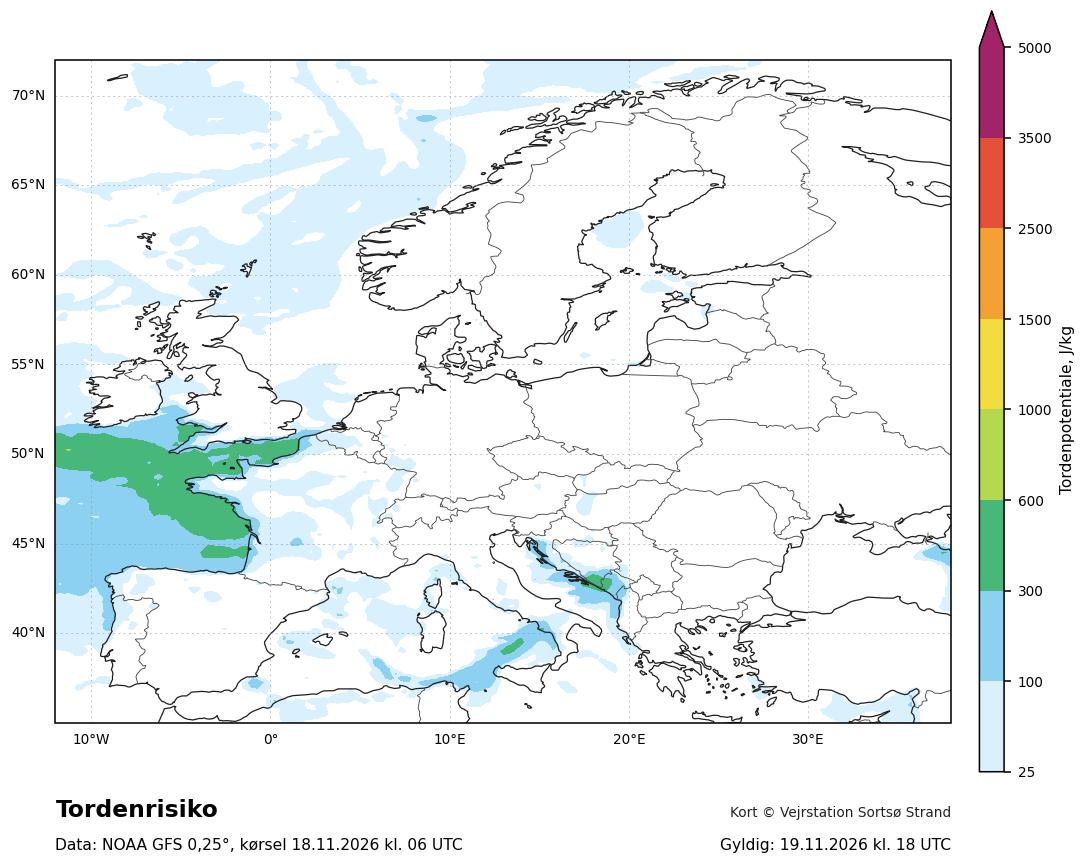 70°N
65°N
60°N
55°N
50°N
45°N
40°N
10°W
0°
10°E
20°E
30°E
5000
3500
2500
1500
1000
600
300
100
25
Tordenpotentiale, J/kg
Tordenrisiko
Kort © Vejrstation Sortsø Strand
Data: NOAA GFS 0,25°, kørsel 18.11.2026 kl. 06 UTC
Gyldig: 19.11.2026 kl. 18 UTC